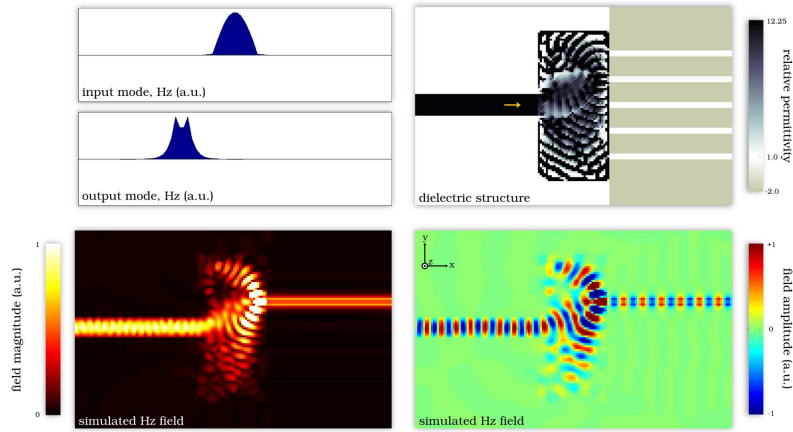 input mode, Hz (a.u.)
output mode, Hz (a.u.)
dielectric structure
12.25
1.0
-2.0
relative permittivity
1
0
field magnitude (a.u.)
simulated Hz field
y
z
x
simulated Hz field
+1
0
-1
field amplitude (a.u.)